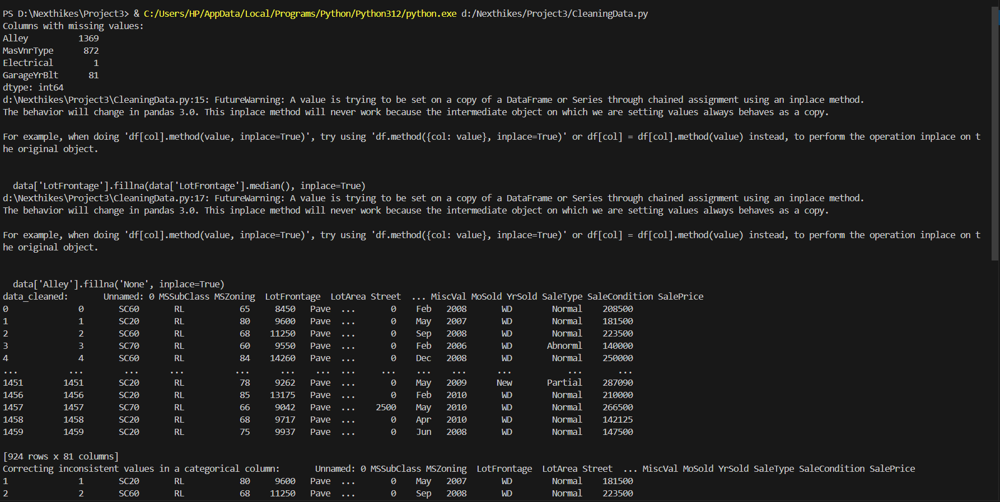 PS D:\Nexthikes\Project3> & C:/Users/HP/AppData/Local/Programs/Python/Python312/python.exe d:/Nexthikes/Project3/CleaningData.py
Columns with missing values:
Alley          1369
MasVnrType      872
Electrical        1
GarageYrBlt      81
dtype: int64
d:\Nexthikes\Project3\CleaningData.py:15: FutureWarning: A value is trying to be set on a copy of a DataFrame or Series through chained assignment using an inplace method.
The behavior will change in pandas 3.0. This inplace method will never work because the intermediate object on which we are setting values always behaves as a copy.

For example, when doing 'df[col].method(value, inplace=True)', try using 'df.method({col: value}, inplace=True)' or df[col] = df[col].method(value) instead, to perform the operation inplace on t
he original object.


  data['LotFrontage'].fillna(data['LotFrontage'].median(), inplace=True)
d:\Nexthikes\Project3\CleaningData.py:17: FutureWarning: A value is trying to be set on a copy of a DataFrame or Series through chained assignment using an inplace method.
The behavior will change in pandas 3.0. This inplace method will never work because the intermediate object on which we are setting values always behaves as a copy.

For example, when doing 'df[col].method(value, inplace=True)', try using 'df.method({col: value}, inplace=True)' or df[col] = df[col].method(value) instead, to perform the operation inplace on t
he original object.


  data['Alley'].fillna('None', inplace=True)
data_cleaned:       Unnamed: 0 MSSubClass MSZoning  LotFrontage  LotArea Street  ... MiscVal MoSold YrSold SaleType SaleCondition SalePrice
0              0       SC60       RL           65     8450   Pave  ...       0    Feb   2008       WD        Normal    208500
1              1       SC20       RL           80     9600   Pave  ...       0    May   2007       WD        Normal    181500
2              2       SC60       RL           68    11250   Pave  ...       0    Sep   2008       WD        Normal    223500
3              3       SC70       RL           60     9550   Pave  ...       0    Feb   2006       WD       Abnorml    140000
4              4       SC60       RL           84    14260   Pave  ...       0    Dec   2008       WD        Normal    250000
...          ...        ...      ...          ...      ...    ...  ...     ...    ...    ...      ...           ...       ...
1451        1451       SC20       RL           78     9262   Pave  ...       0    May   2009      New       Partial    287090
1456        1456       SC20       RL           85    13175   Pave  ...       0    Feb   2010       WD        Normal    210000
1457        1457       SC70       RL           66     9042   Pave  ...    2500    May   2010       WD        Normal    266500
1458        1458       SC20       RL           68     9717   Pave  ...       0    Apr   2010       WD        Normal    142125
1459        1459       SC20       RL           75     9937   Pave  ...       0    Jun   2008       WD        Normal    147500

[924 rows x 81 columns]
Correcting inconsistent values in a categorical column:       Unnamed: 0 MSSubClass MSZoning  LotFrontage  LotArea Street  ... MiscVal MoSold YrSold SaleType SaleCondition SalePrice
1              1       SC20       RL           80     9600   Pave  ...       0    May   2007       WD        Normal    181500
2              2       SC60       RL           68    11250   Pave  ...       0    Sep   2008       WD        Normal    223500